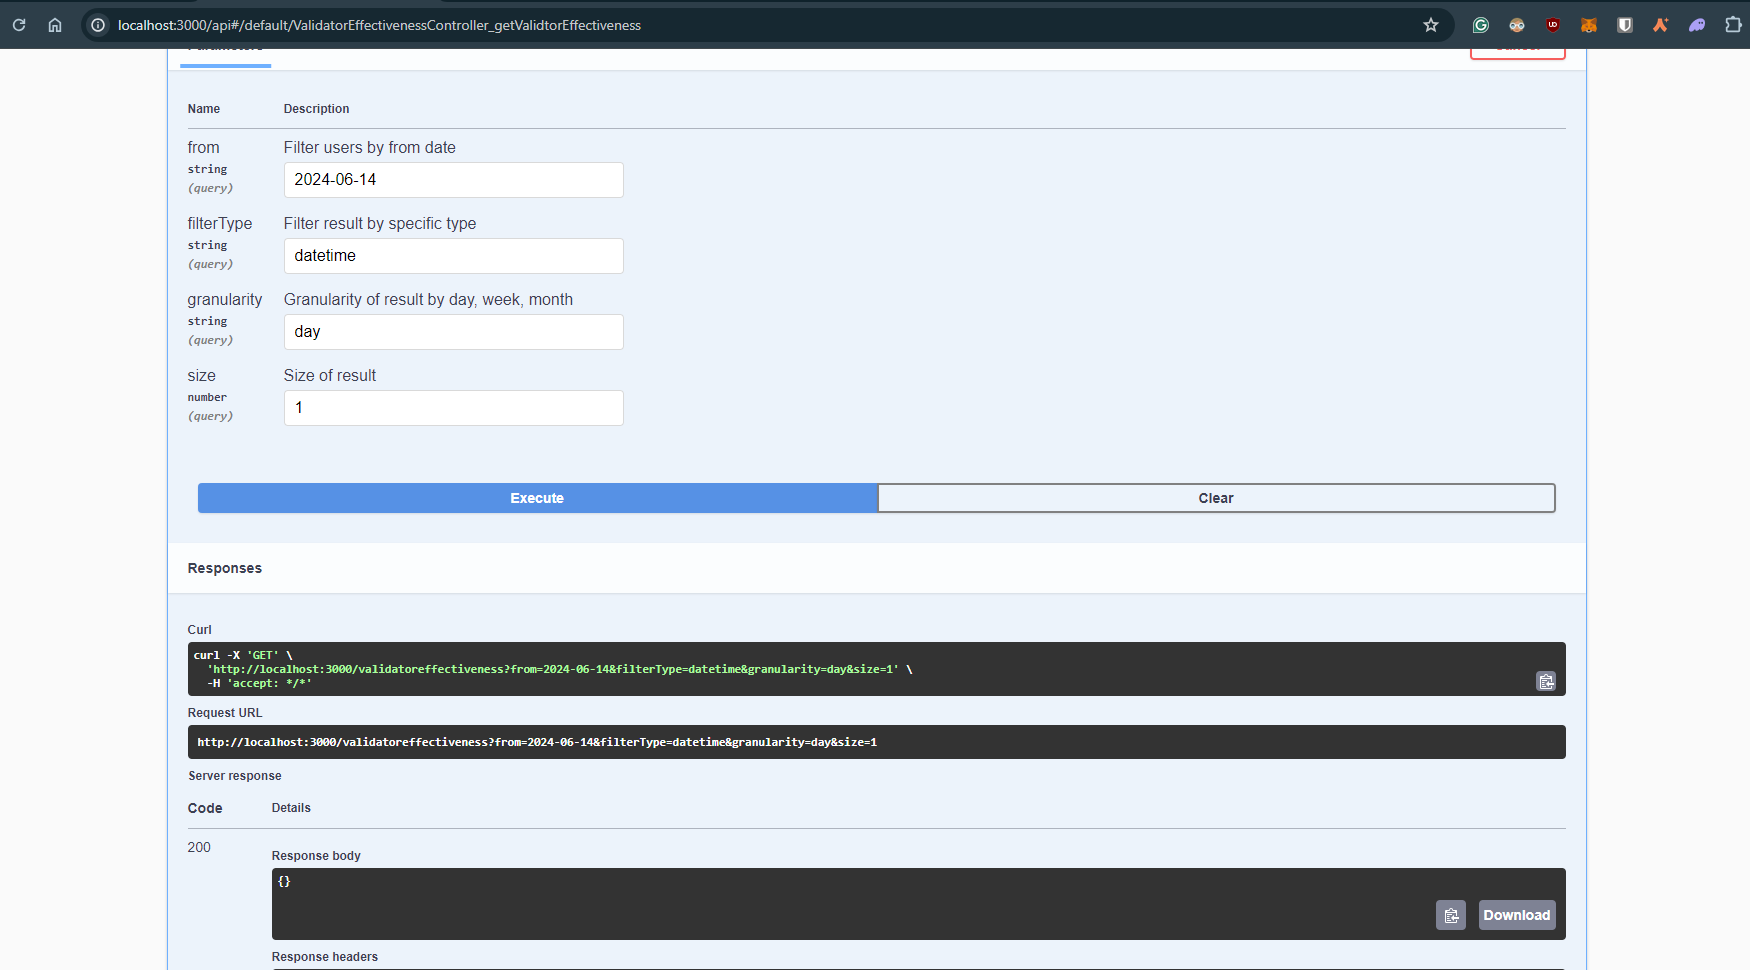 localhost:3000/api#/default/ValidatorEffectivenessController_getValidtorEffectiveness
Parameters
Cancel
Name Description
from Filter users by from date
string
(query)
2024-06-14
filterType Filter result by specific type
string
(query)
datetime
granularity Granularity of result by day, week, month
string
(query)
day
size Size of result
number
(query)
1
Execute Clear
Responses
Curl
curl -X 'GET' \
'http://localhost:3000/validatoreffectiveness?from=2024-06-14&filterType=datetime&granularity=day&size=1' \
-H 'accept: */*'
Request URL
http://localhost:3000/validatoreffectiveness?from=2024-06-14&filterType=datetime&granularity=day&size=1
Server response
Code Details
200
Response body
{}
Download
Response headers